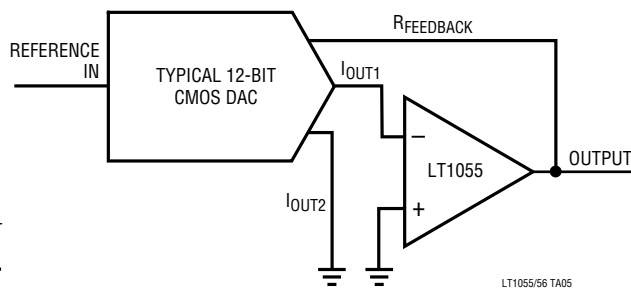 RFEEDBACK
REFERENCE
IN
TYPICAL 12-BIT
CMOS DAC
IOUT1
−
LT1055
OUTPUT
+
IOUT2
LT1055/56 TA05